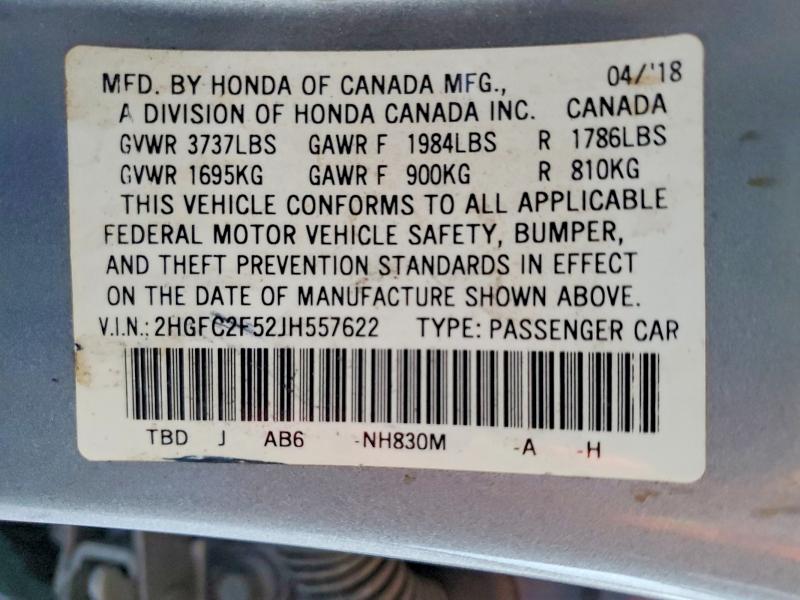 MFD. BY HONDA OF CANADA MFG., 04/'18
A DIVISION OF HONDA CANADA INC. CANADA
GVWR 3737LBS GAWR F 1984LBS R 1786LBS
GVWR 1695KG GAWR F 900KG R 810KG
THIS VEHICLE CONFORMS TO ALL APPLICABLE
FEDERAL MOTOR VEHICLE SAFETY, BUMPER,
AND THEFT PREVENTION STANDARDS IN EFFECT
ON THE DATE OF MANUFACTURE SHOWN ABOVE.
V.I.N.: 2HGFC2F52JH557622 TYPE: PASSENGER CAR
TBD J AB6 -NH830M -A -H